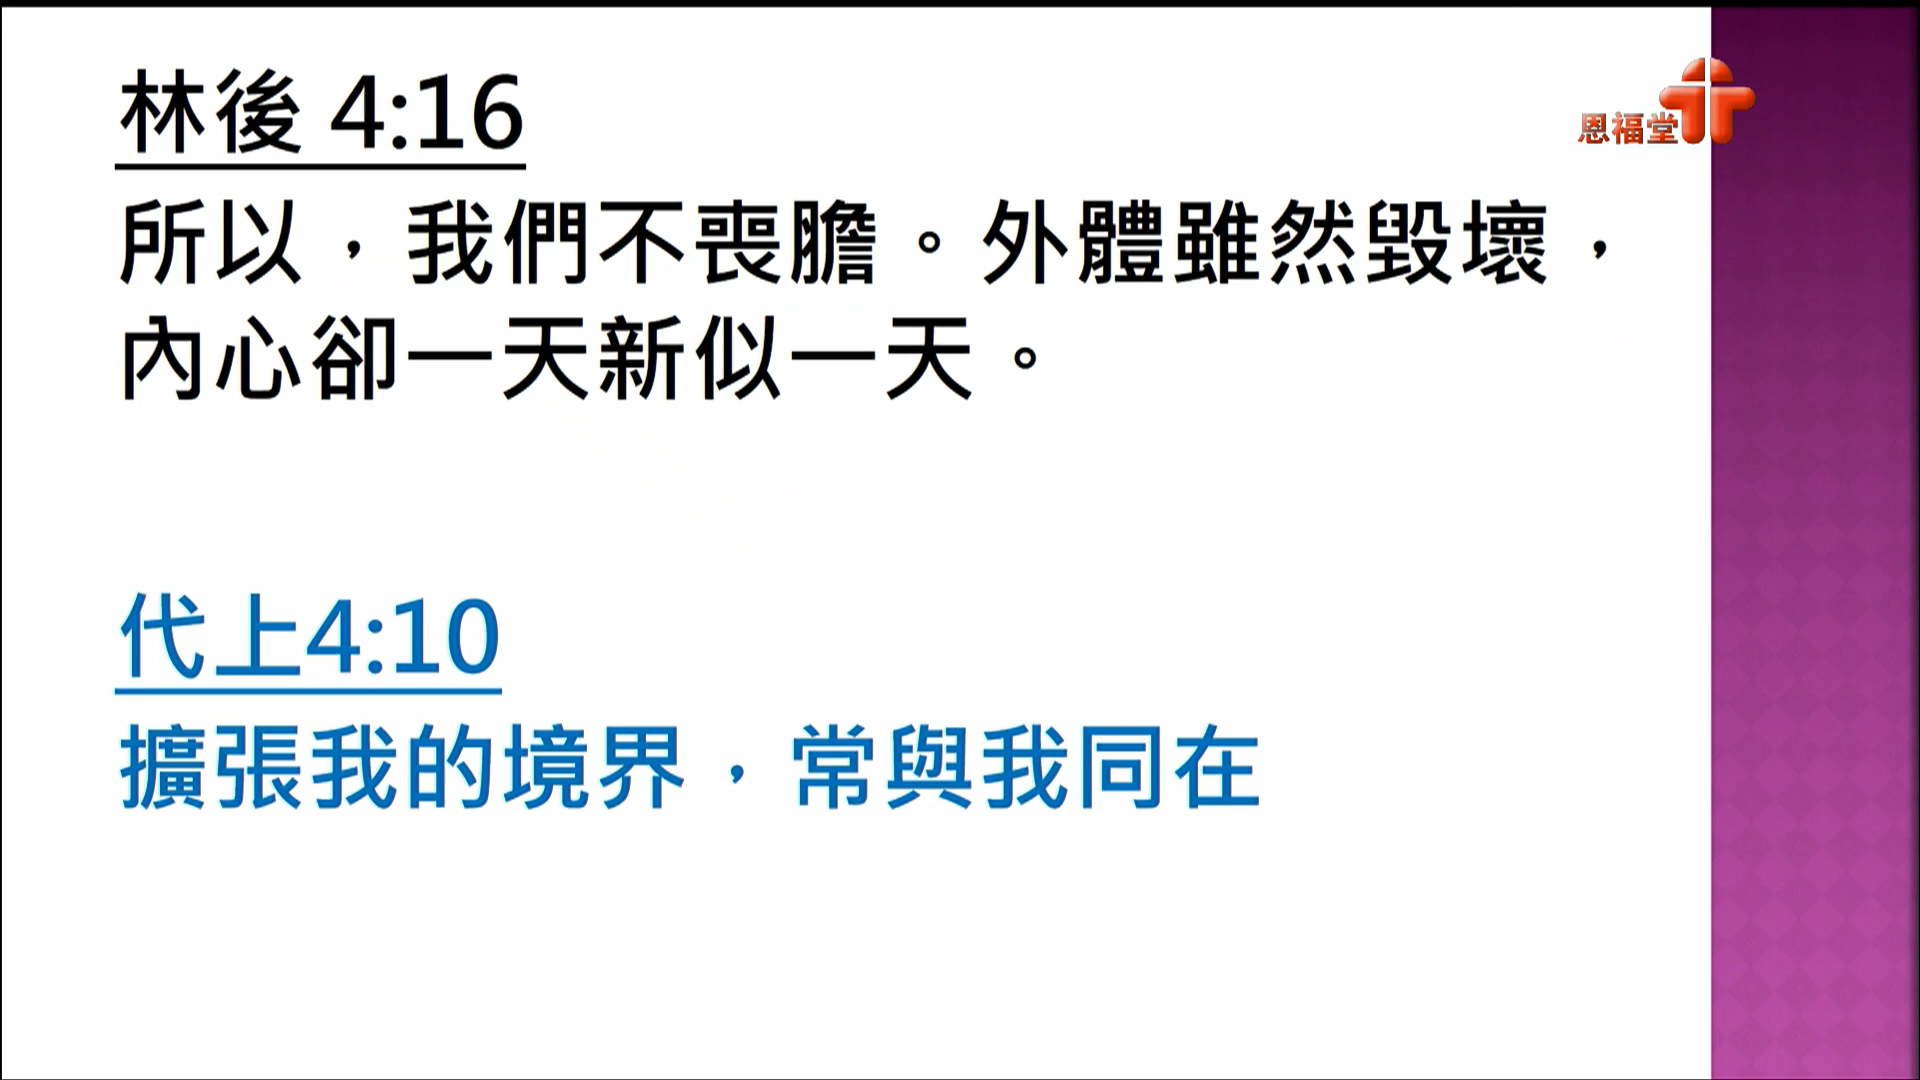 林後 4:16
恩福堂
所以，我們不喪膽。外體雖然毀壞，
內心卻一天新似一天。
代上4:10
擴張我的境界，常與我同在